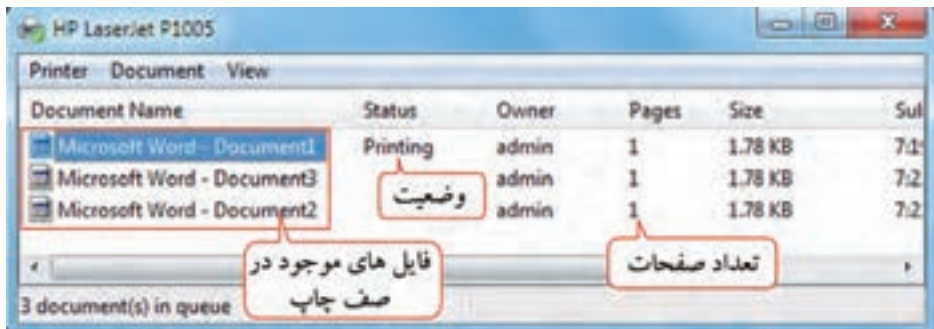 HP LaserJet P1005
Printer Document View
Document Name Status Owner Pages Size
Microsoft Word - Document1 Printing admin 1 1.78 KB
Microsoft Word - Document3 admin 1 1.78 KB
Microsoft Word - Document2 admin 1 1.78 KB
وضعیت
تعداد صفحات
فایل های موجود در
صف چاپ
3 document(s) in queue